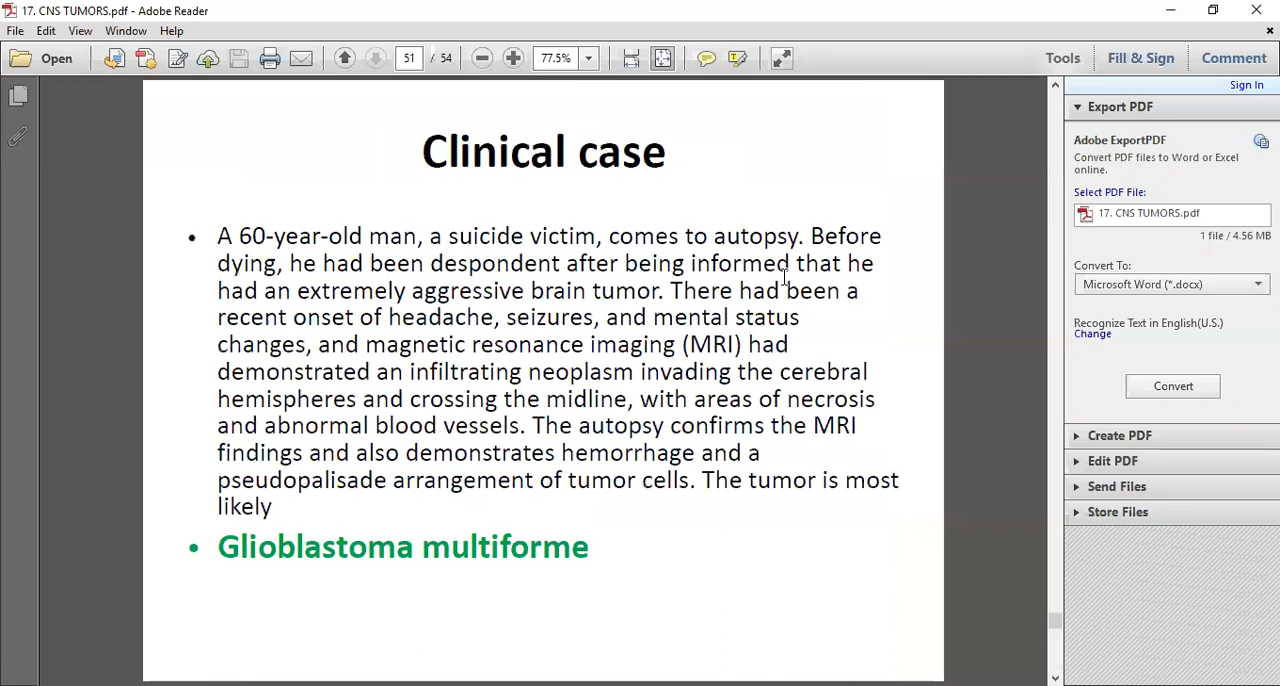 17. CNS TUMORS.pdf - Adobe Reader
File Edit View Window Help
Open 51 / 54 77.5% Tools Fill & Sign Comment
Sign In
Export PDF
Adobe ExportPDF
Convert PDF files to Word or Excel
online.
Select PDF File:
17. CNS TUMORS.pdf
1 file / 4.56 MB
Convert To:
Microsoft Word (*.docx)
Recognize Text in English(U.S.)
Change
Convert
Create PDF
Edit PDF
Send Files
Store Files
Clinical case
• A 60-year-old man, a suicide victim, comes to autopsy. Before
dying, he had been despondent after being informed that he
had an extremely aggressive brain tumor. There had been a
recent onset of headache, seizures, and mental status
changes, and magnetic resonance imaging (MRI) had
demonstrated an infiltrating neoplasm invading the cerebral
hemispheres and crossing the midline, with areas of necrosis
and abnormal blood vessels. The autopsy confirms the MRI
findings and also demonstrates hemorrhage and a
pseudopalisade arrangement of tumor cells. The tumor is most
likely
• Glioblastoma multiforme